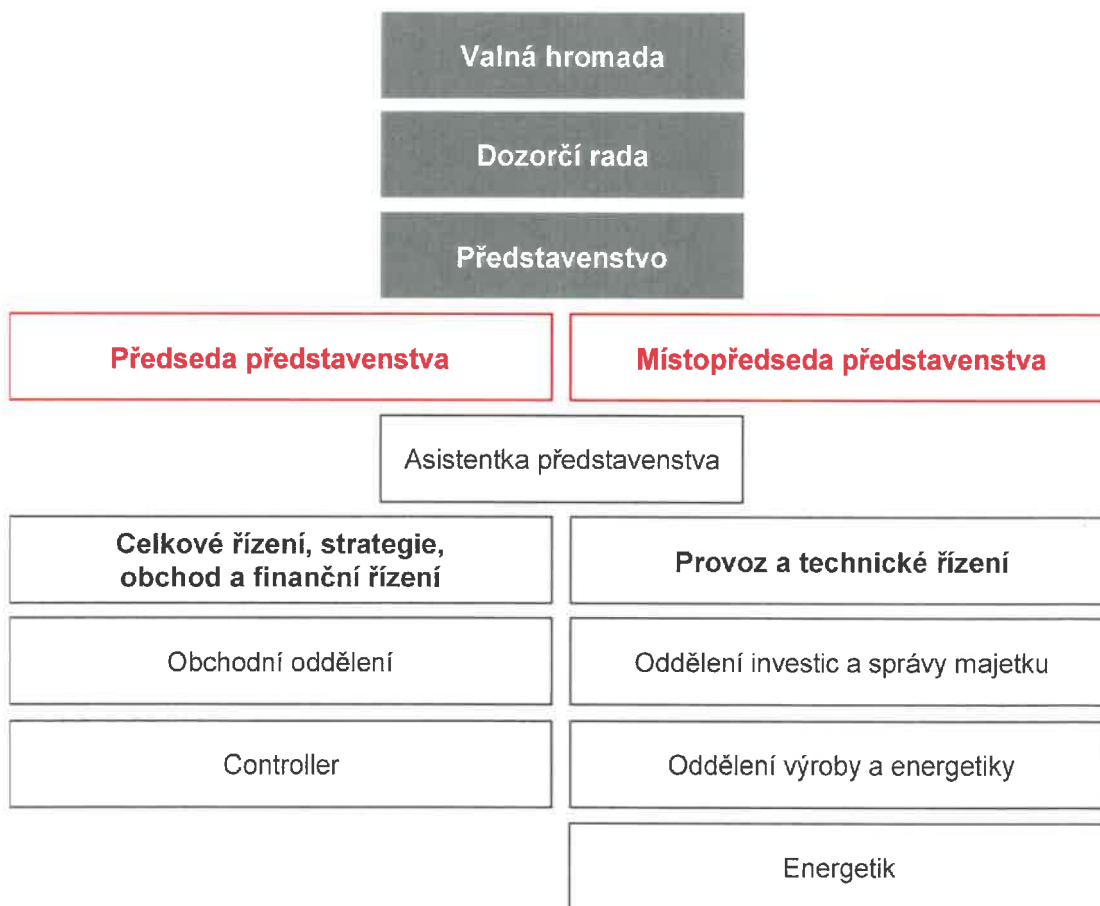 Valná hromada
Dozorčí rada
Představenstvo
Předseda představenstva
Místopředseda představenstva
Asistentka představenstva
Celkové řízení, strategie,
obchod a finanční řízení
Provoz a technické řízení
Obchodní oddělení
Oddělení investic a správy majetku
Controller
Oddělení výroby a energetiky
Energetik